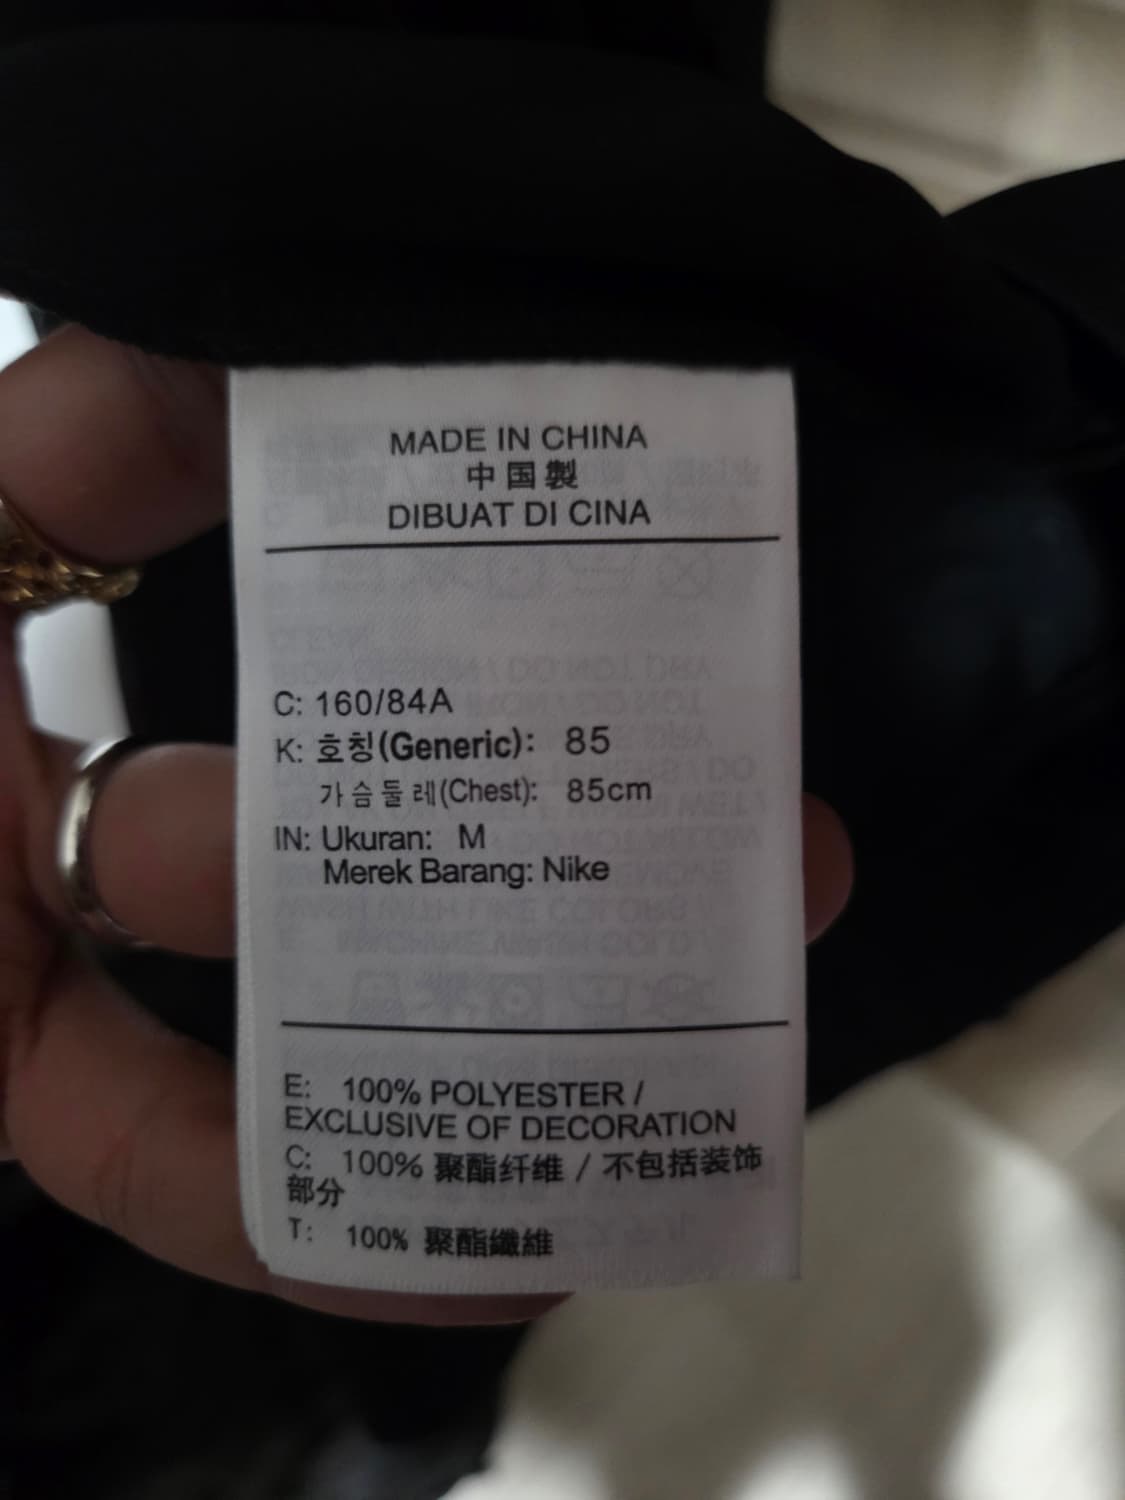 MADE IN CHINA
中国製
DIBUAT DI CINA
C: 160/84A
K: 호칭(Generic): 85
가슴둘레(Chest): 85cm
IN: Ukuran: M
Merek Barang: Nike
E: 100% POLYESTER /
EXCLUSIVE OF DECORATION
C: 100% 聚酯纤维 / 不包括装饰
部分
T: 100% 聚酯纖維